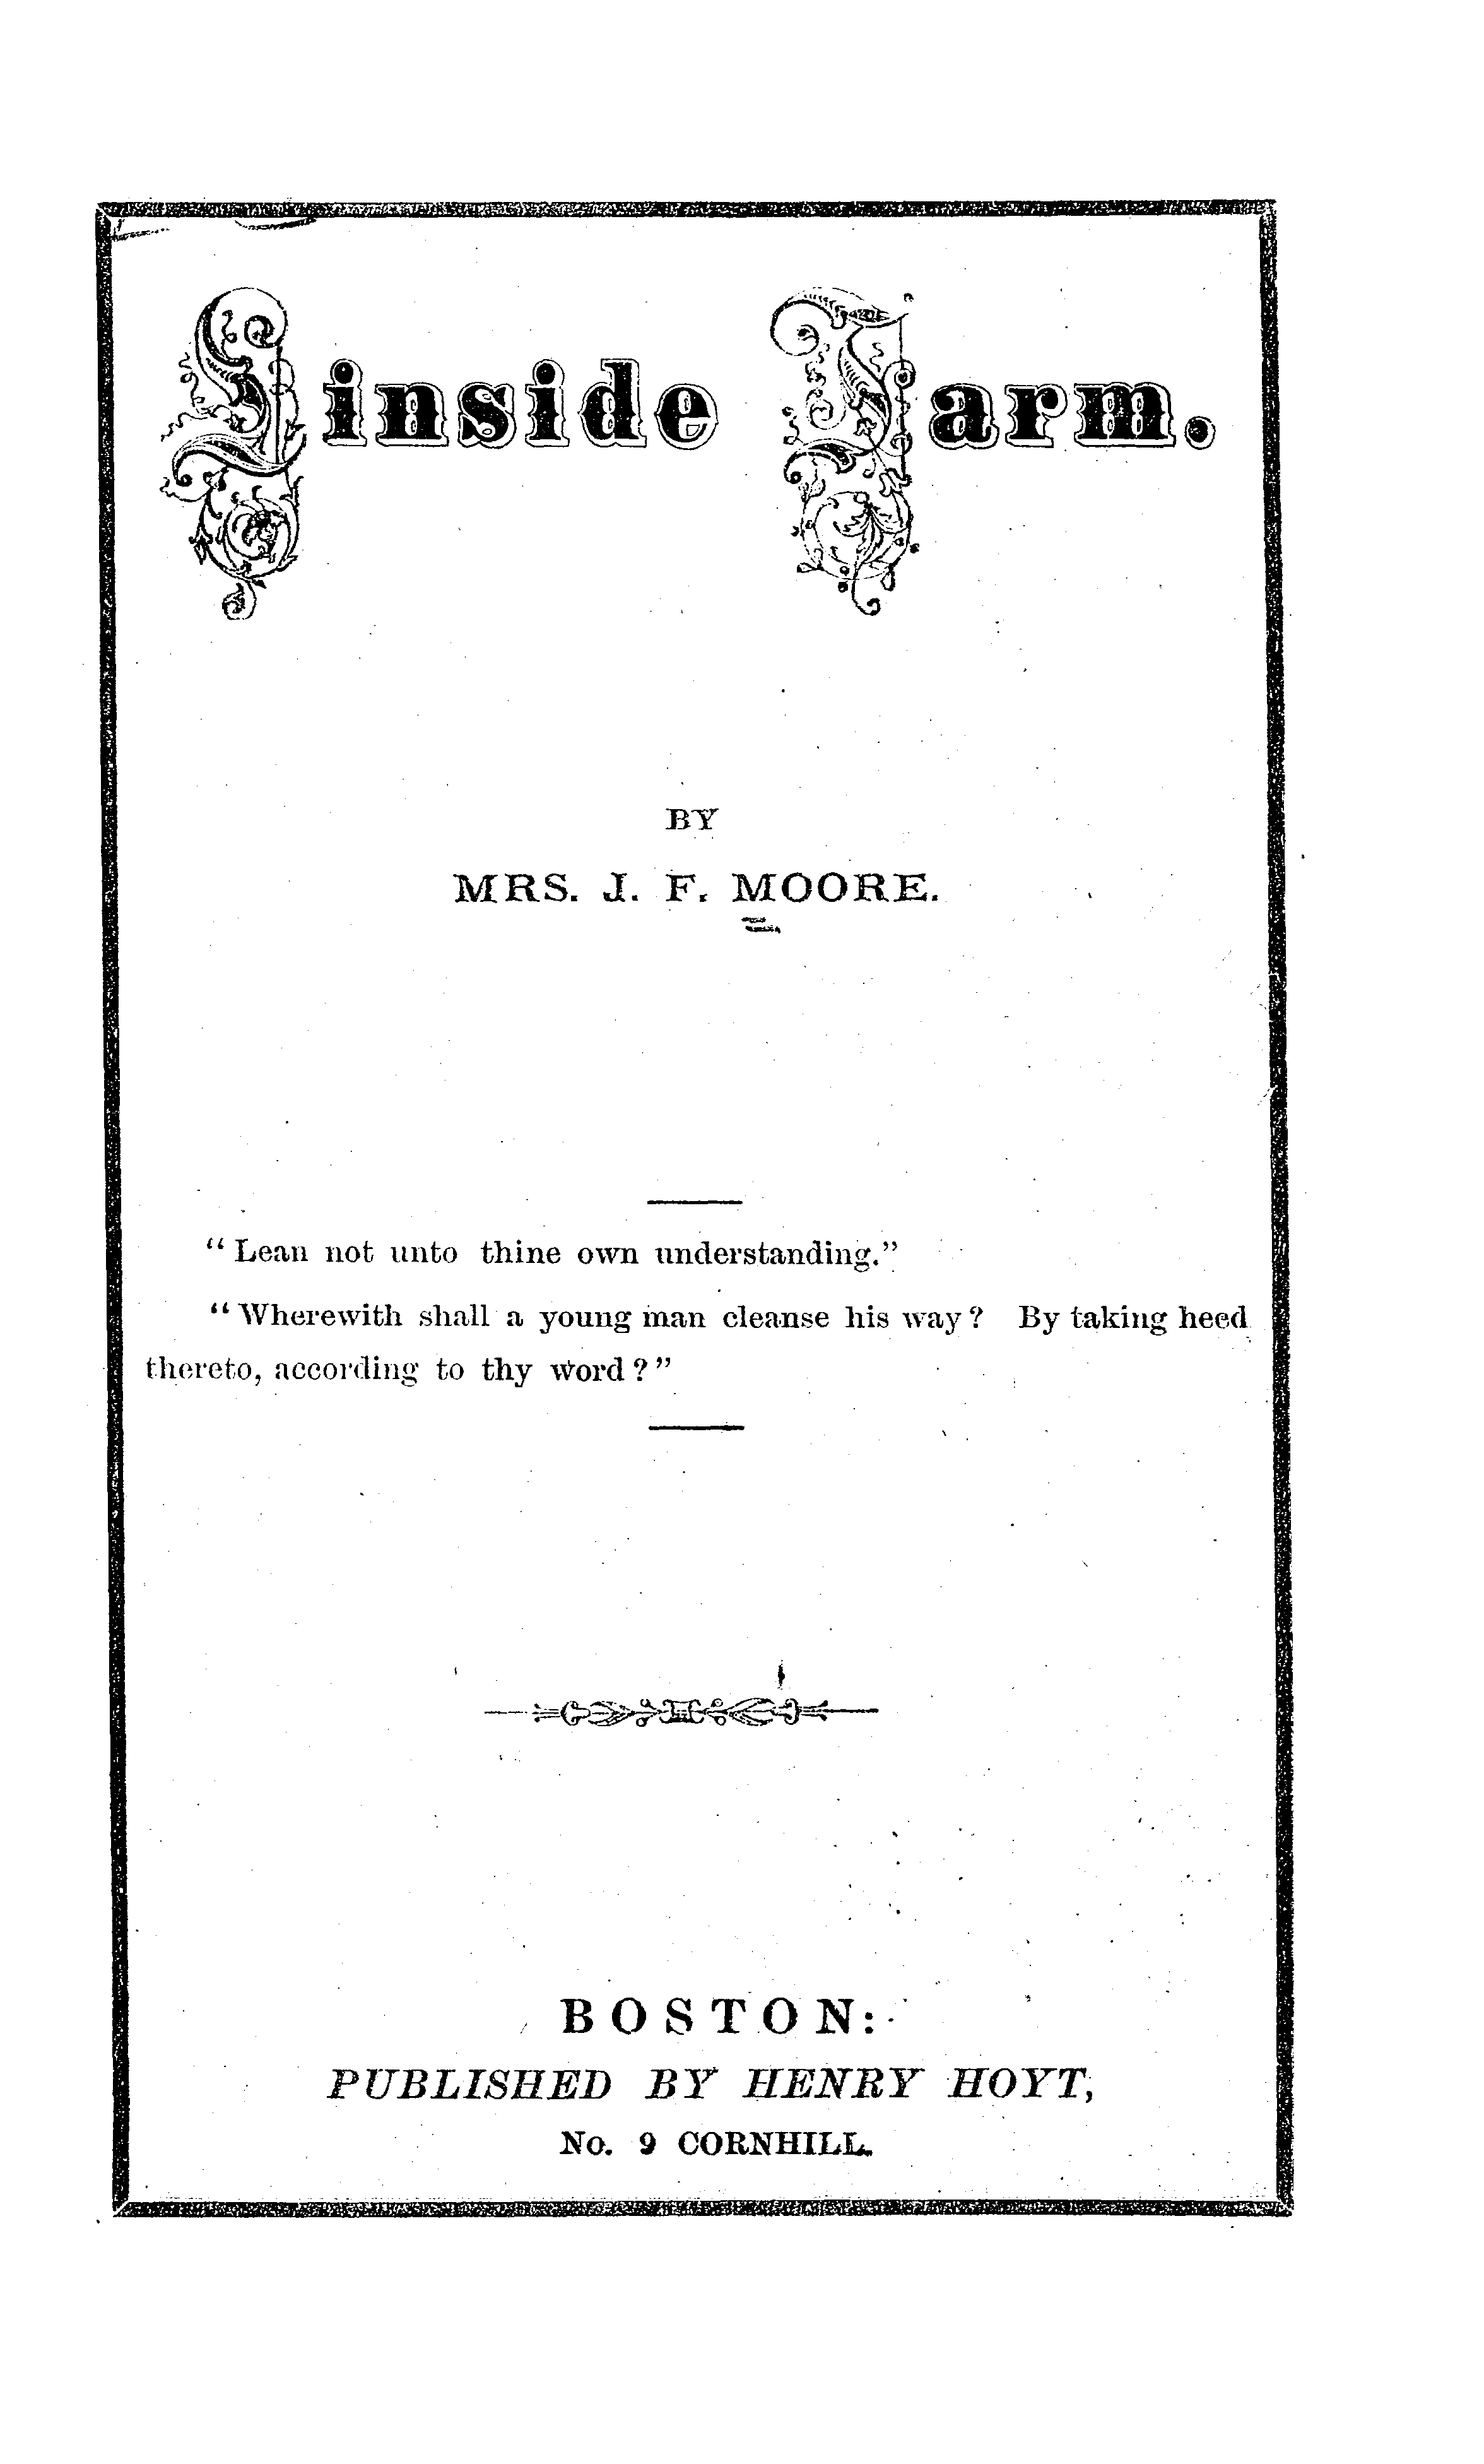 Linside Farm.
BY
MRS. J. F. MOORE.
“Lean not unto thine own understanding.”
“Wherewith shall a young man cleanse his way? By taking heed
thereto, according to thy word?”
BOSTON:
PUBLISHED BY HENRY HOYT,
No. 9 CORNHILL.